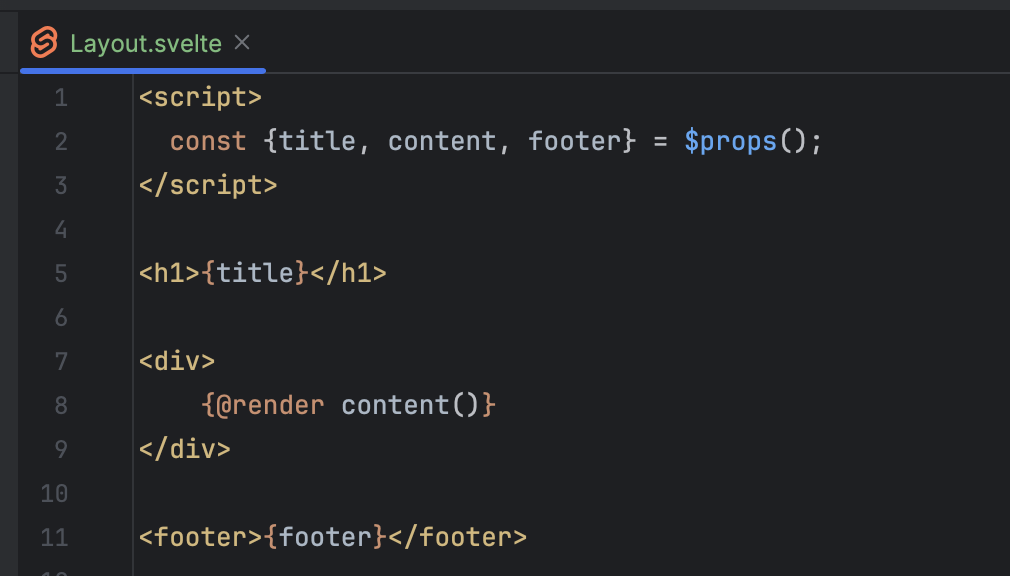 Layout.svelte
1 <script>
2   const {title, content, footer} = $props();
3 </script>
4
5 <h1>{title}</h1>
6
7 <div>
8     {@render content()}
9 </div>
10
11 <footer>{footer}</footer>